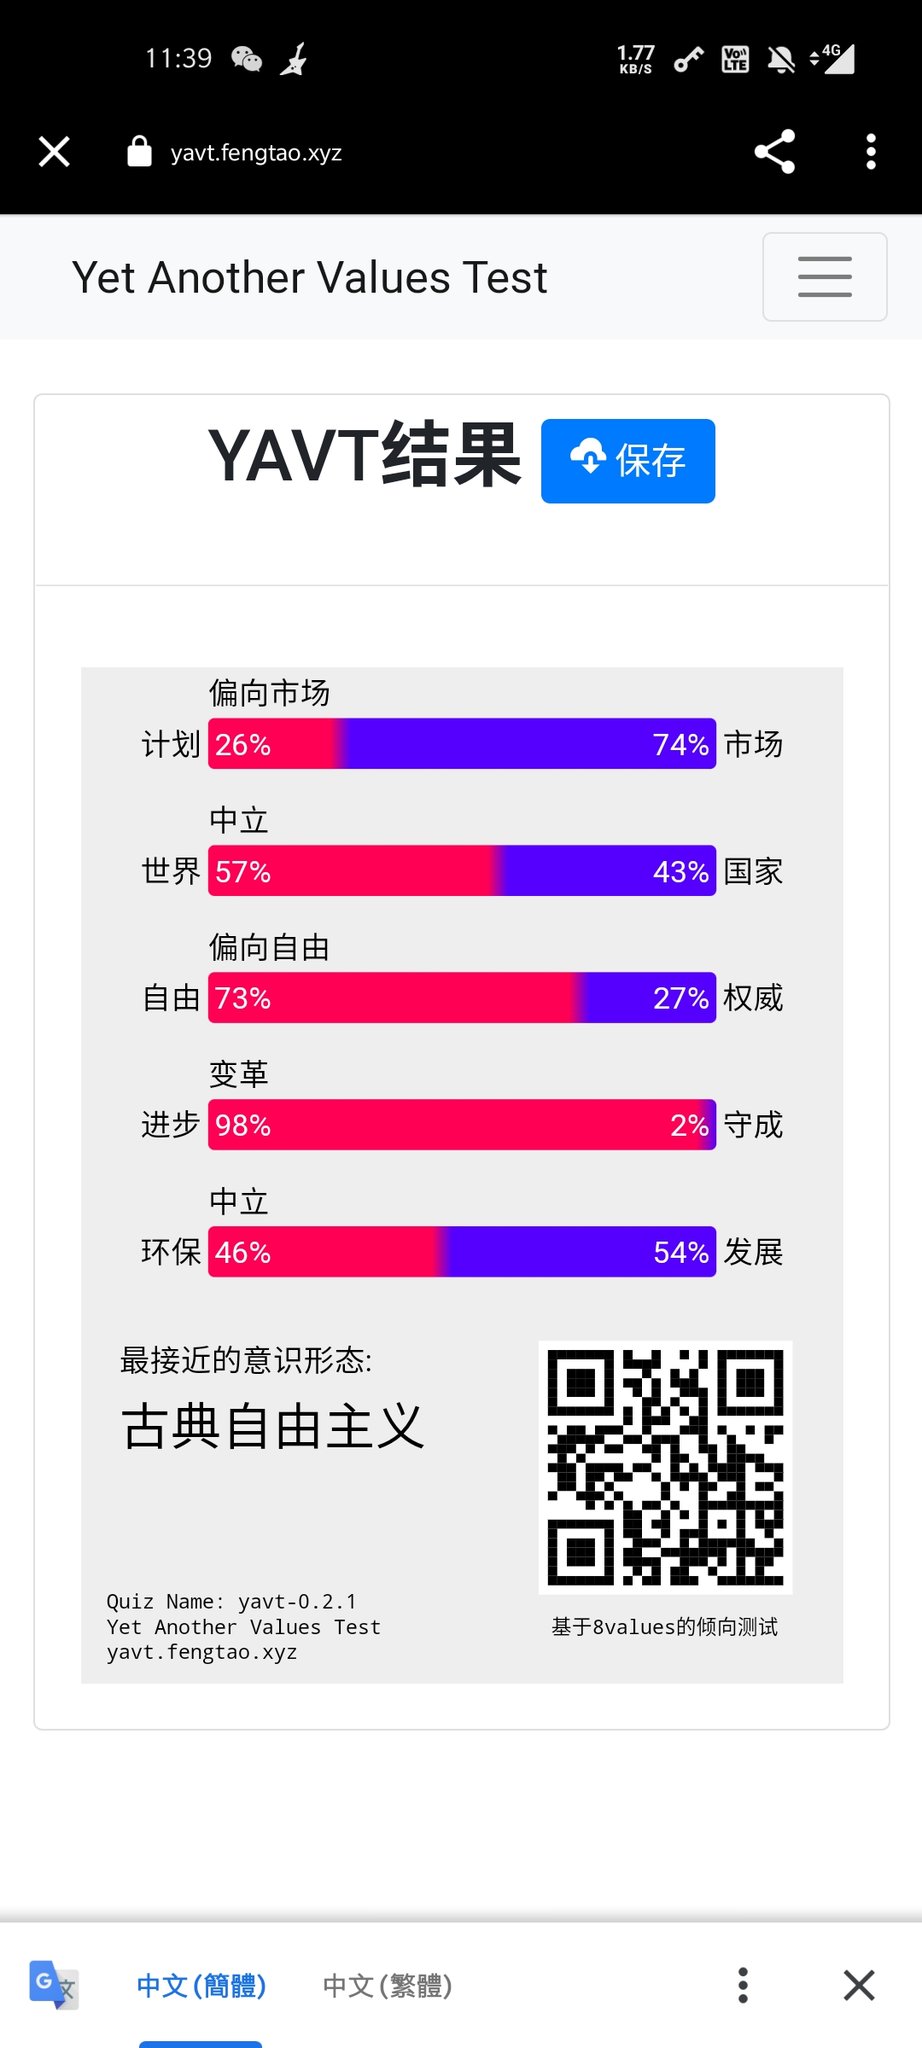 11:39
1.77
KB/S
Vo))
LTE
4G
yavt.fengtao.xyz
Yet Another Values Test
YAVT结果
保存
偏向市场
计划 26% 74% 市场
中立
世界 57% 43% 国家
偏向自由
自由 73% 27% 权威
变革
进步 98% 2% 守成
中立
环保 46% 54% 发展
最接近的意识形态:
古典自由主义
Quiz Name: yavt-0.2.1
Yet Another Values Test
yavt.fengtao.xyz
基于8values的倾向测试
G 文
中文(簡體) 中文(繁體)